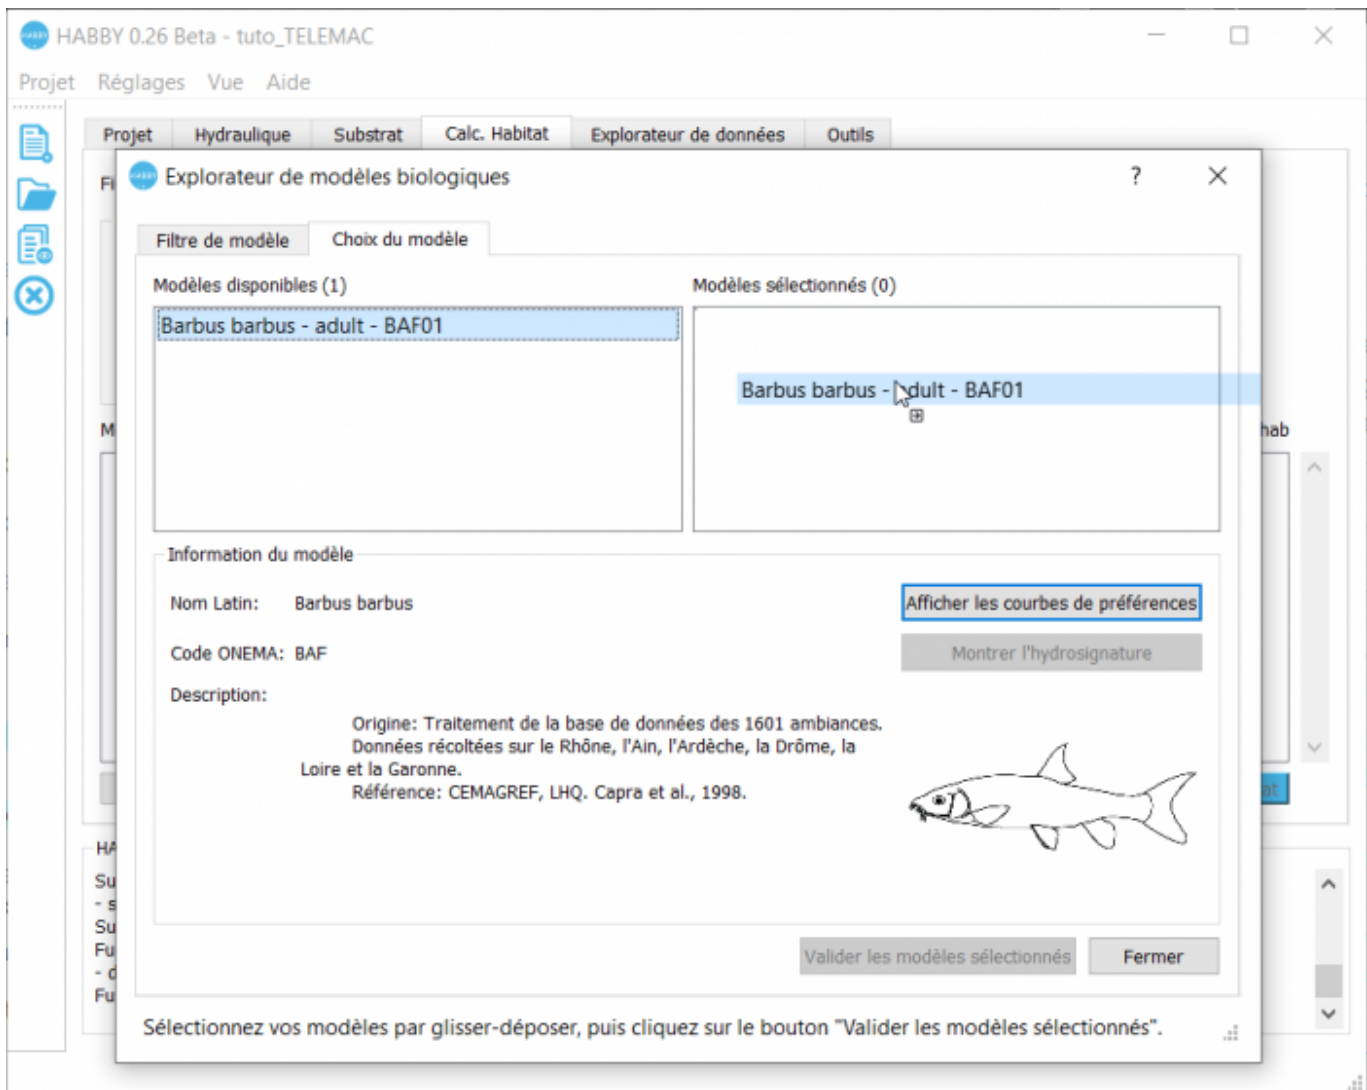 HABBY 0.26 Beta - tuto_TELEMAC
Projet Réglages Vue Aide
Projet Hydraulique Substrat Calc. Habitat Explorateur de données Outils
Explorateur de modèles biologiques ?
Filtre de modèle Choix du modèle
Modèles disponibles (1) Modèles sélectionnés (0)
Barbus barbus - adult - BAF01
Barbus barbus - adult - BAF01
hab
Information du modèle
Nom Latin: Barbus barbus Afficher les courbes de préférences
Code ONEMA: BAF Montrer l'hydrosignature
Description:
Origine: Traitement de la base de données des 1601 ambiances.
Données récoltées sur le Rhône, l'Ain, l'Ardèche, la Drôme, la
Loire et la Garonne.
Référence: CEMAGREF, LHQ. Capra et al., 1998.
HA
Su
- s
Su
Fu
- d
Fu
Valider les modèles sélectionnés Fermer
Sélectionnez vos modèles par glisser-déposer, puis cliquez sur le bouton "Valider les modèles sélectionnés".